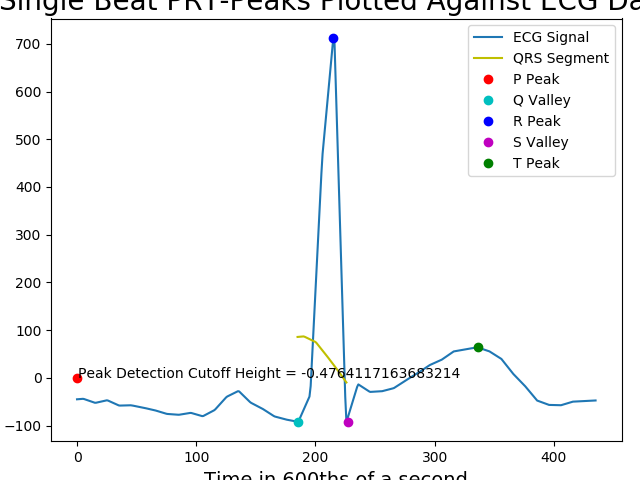 Single Beat PRT-Peaks Plotted Against ECG Da
700
600
500
400
300
200
100
0
−100
ECG Signal
QRS Segment
P Peak
Q Valley
R Peak
S Valley
T Peak
Peak Detection Cutoff Height = -0.4764117163683214
0 100 200 300 400
Time in 600ths of a second